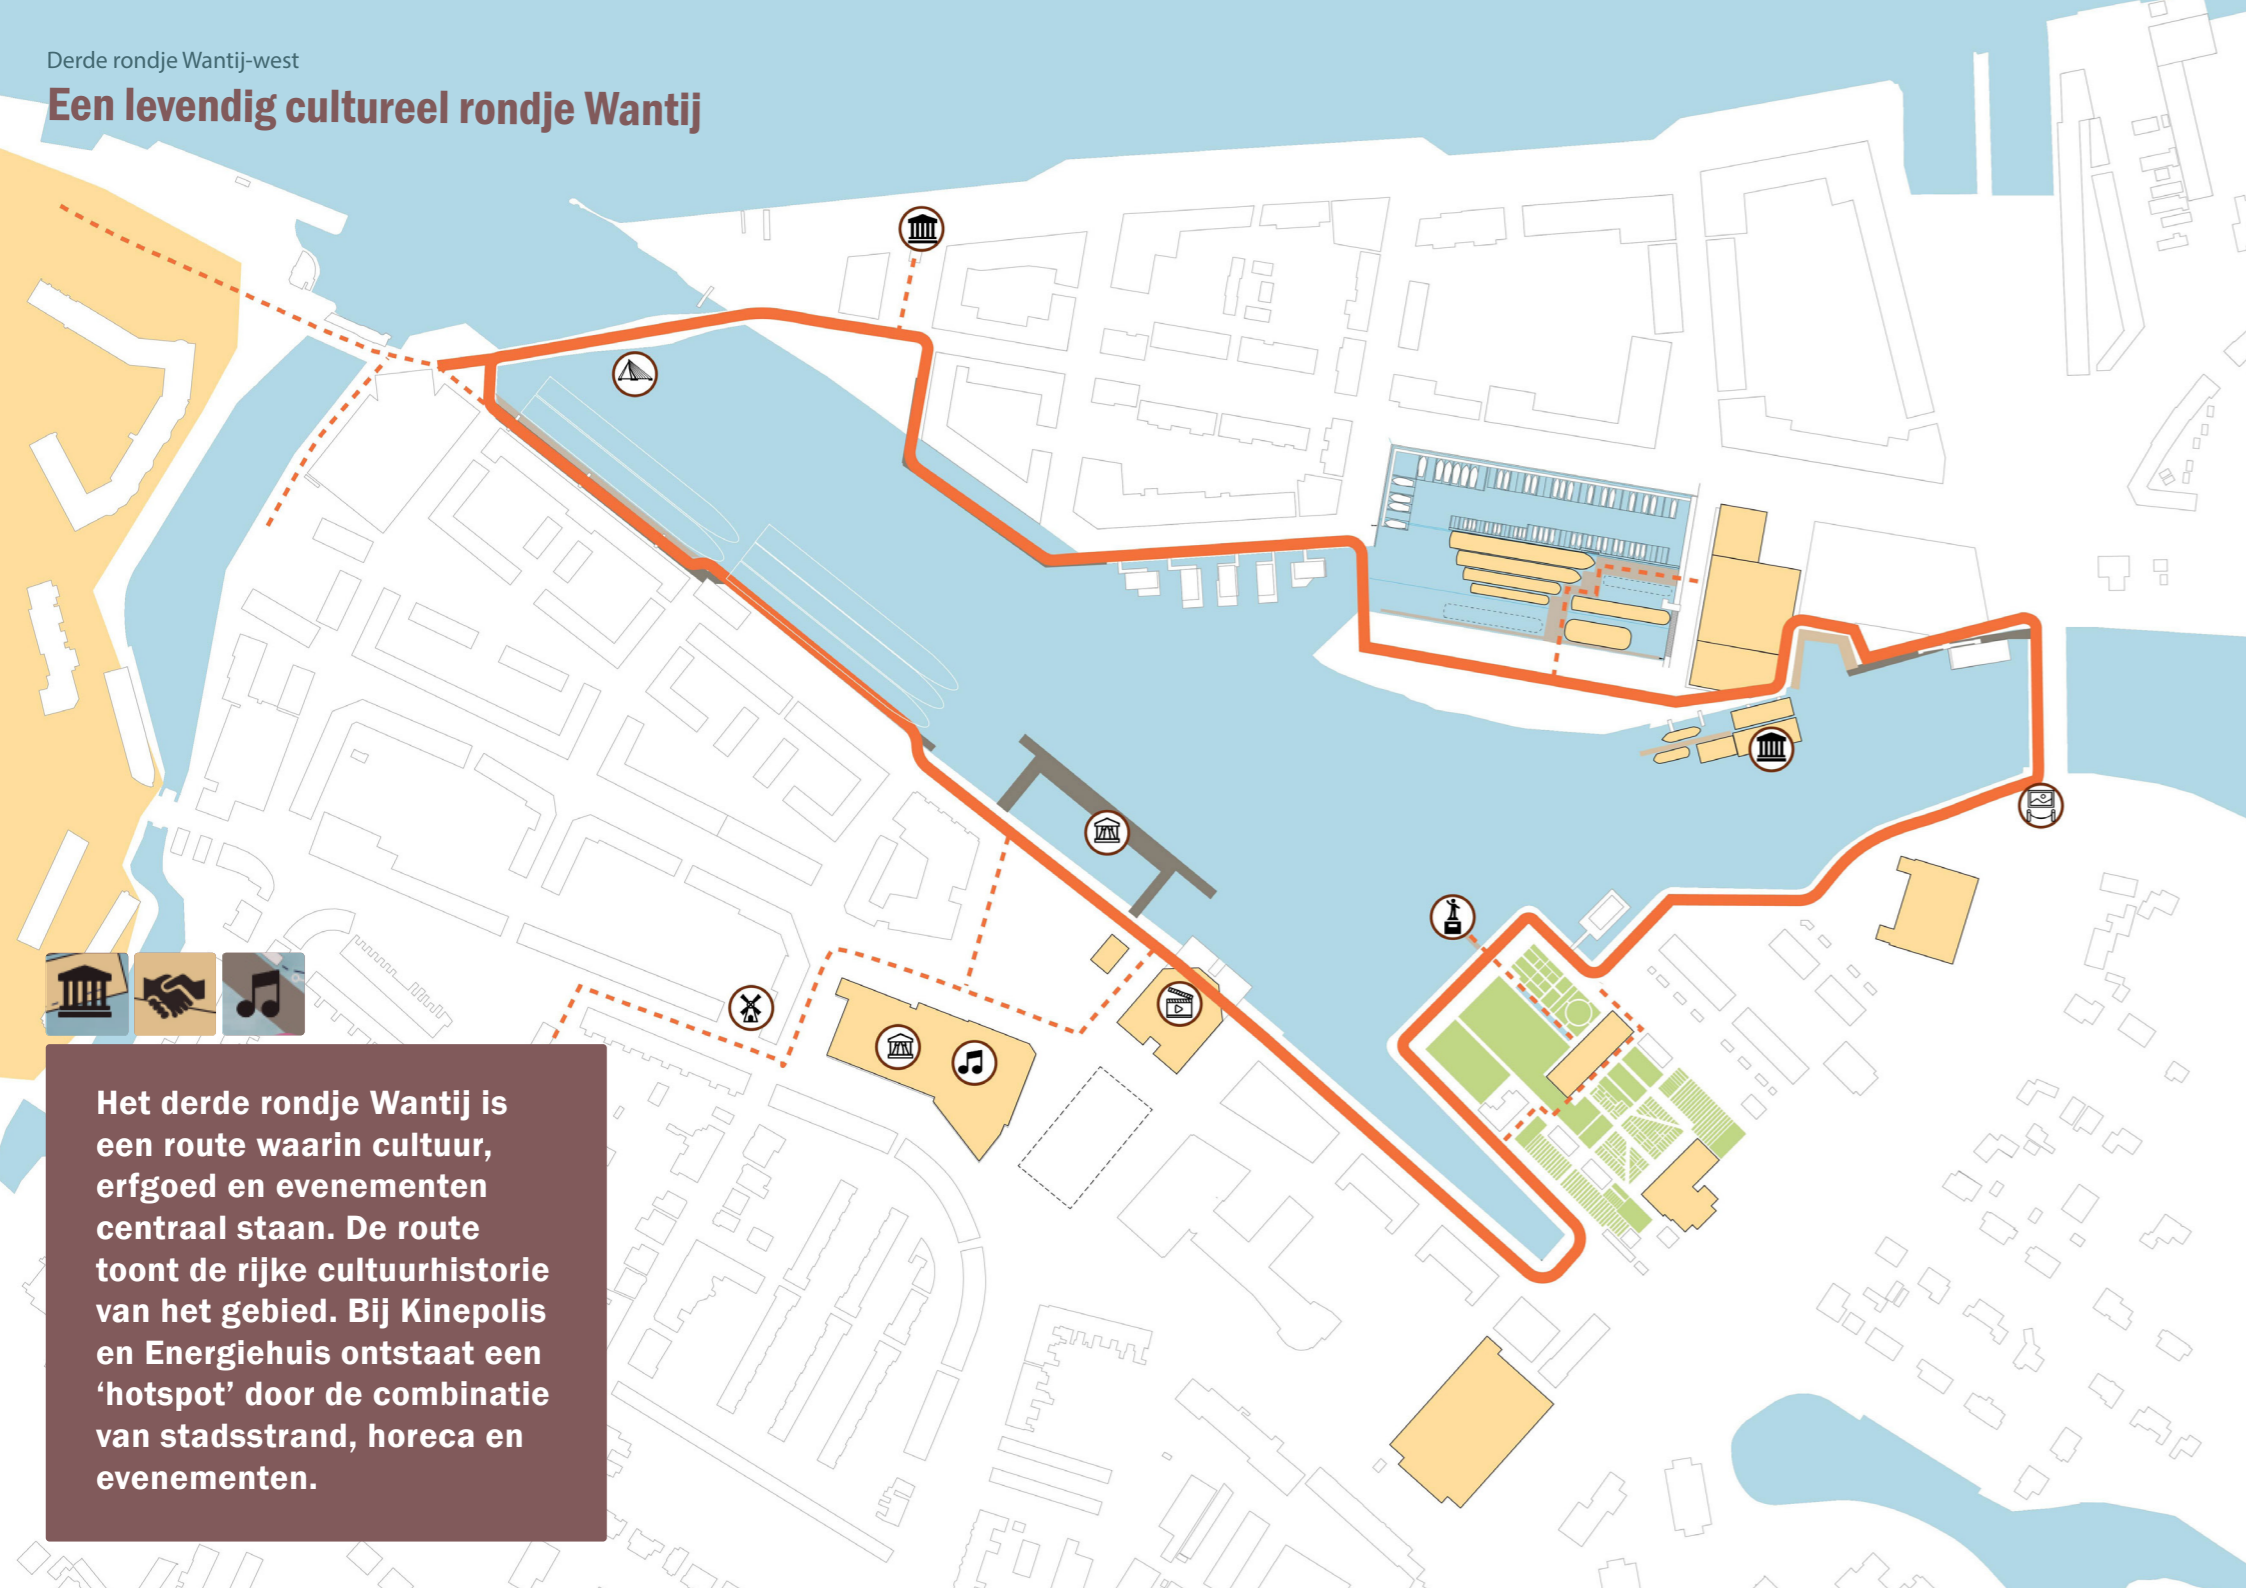 Derde rondje Wantij-west
Een levendig cultureel rondje Wantij
Het derde rondje Wantij is
een route waarin cultuur,
erfgoed en evenementen
centraal staan. De route
toont de rijke cultuurhistorie
van het gebied. Bij Kinepolis
en Energiehuis ontstaat een
‘hotspot’ door de combinatie
van stadsstrand, horeca en
evenementen.